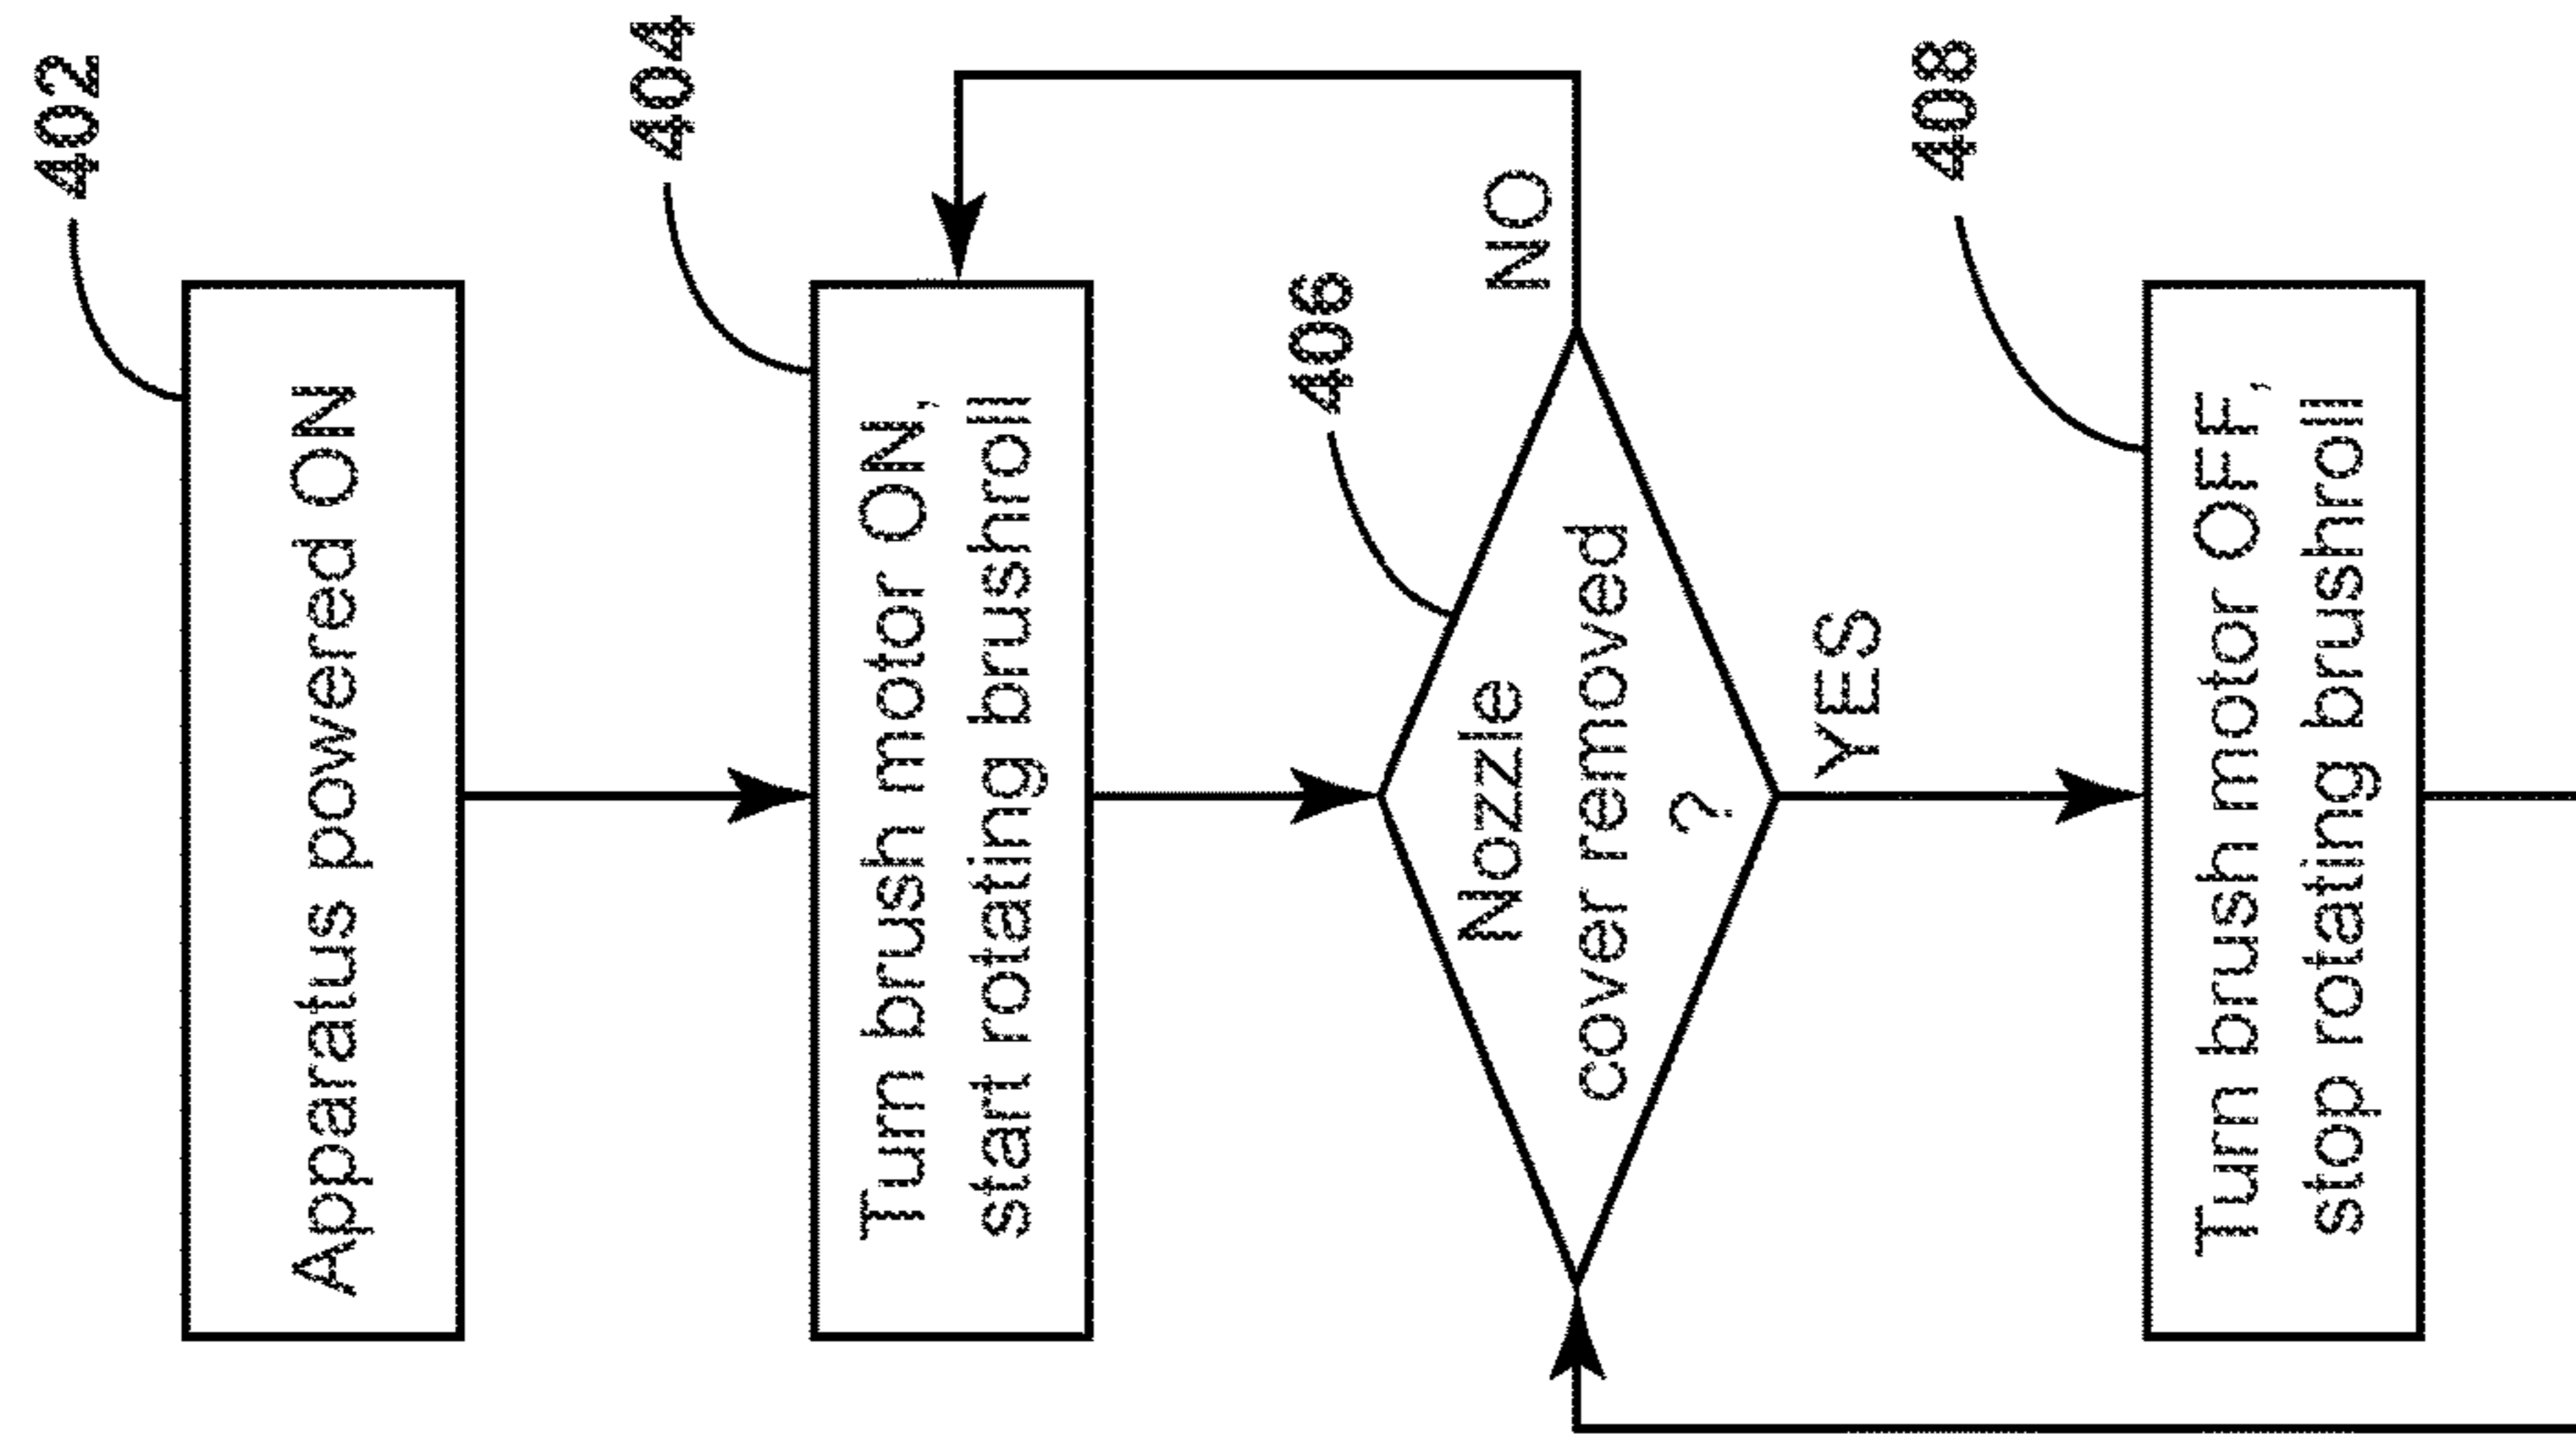 402
Apparatus powered ON
404
Turn brush motor ON,
start rotating brushroll
406
Nozzle
cover removed
?
NO
YES
408
Turn brush motor OFF,
stop rotating brushroll